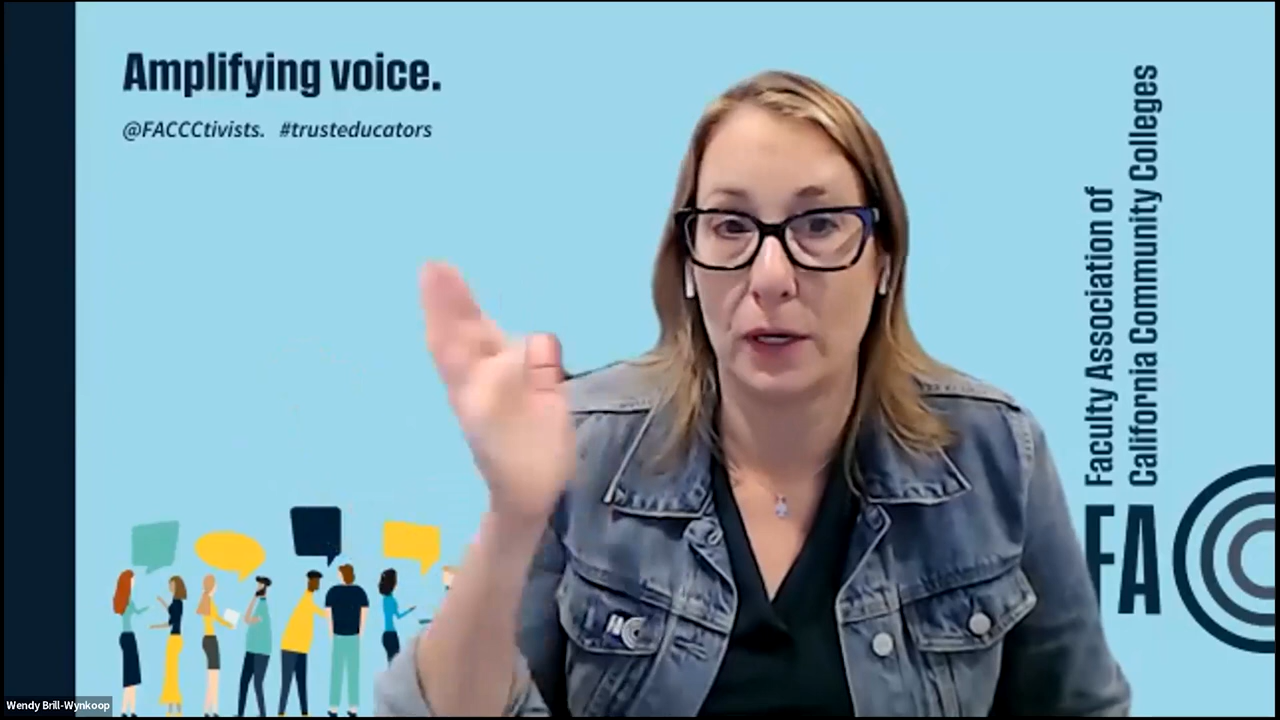 Amplifying voice.
@FACCCtivists. #trusteducators
Faculty Association of
California Community Colleges
FA
Wendy Brill-Wynkoop